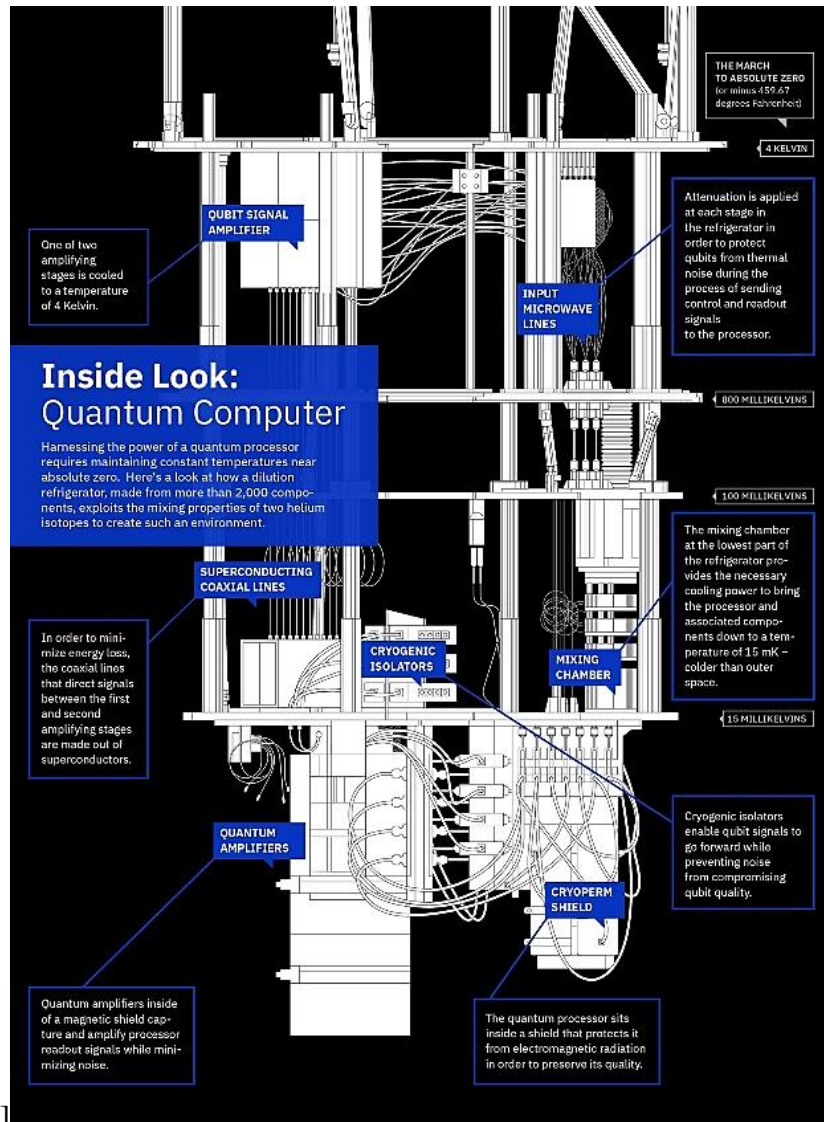 THE MARCH
TO ABSOLUTE ZERO
(or minus 459.67
degrees Fahrenheit)
4 KELVIN
QUBIT SIGNAL
AMPLIFIER
One of two
amplifying
stages is cooled
to a temperature
of 4 Kelvin.
Attenuation is applied
at each stage in
the refrigerator in
order to protect
qubits from thermal
noise during the
process of sending
control and readout
signals
to the processor.
INPUT
MICROWAVE
LINES
Inside Look:
Quantum Computer
Harnessing the power of a quantum processor
requires maintaining constant temperatures near
absolute zero. Here's a look at how a dilution
refrigerator, made from more than 2,000 compo-
nents, exploits the mixing properties of two helium
isotopes to create such an environment.
800 MILLIKELVINS
100 MILLIKELVINS
SUPERCONDUCTING
COAXIAL LINES
In order to mini-
mize energy loss,
the coaxial lines
that direct signals
between the first
and second
amplifying stages
are made out of
superconductors.
CRYOGENIC
ISOLATORS
MIXING
CHAMBER
The mixing chamber
at the lowest part of
the refrigerator pro-
vides the necessary
cooling power to bring
the processor and
associated compo-
nents down to a tem-
perature of 15 mK –
colder than outer
space.
15 MILLIKELVINS
QUANTUM
AMPLIFIERS
Cryogenic isolators
enable qubit signals to
go forward while
preventing noise
from compromising
qubit quality.
CRYOPERM
SHIELD
Quantum amplifiers inside
of a magnetic shield cap-
ture and amplify processor
readout signals while mini-
mizing noise.
The quantum processor sits
inside a shield that protects it
from electromagnetic radiation
in order to preserve its quality.
]